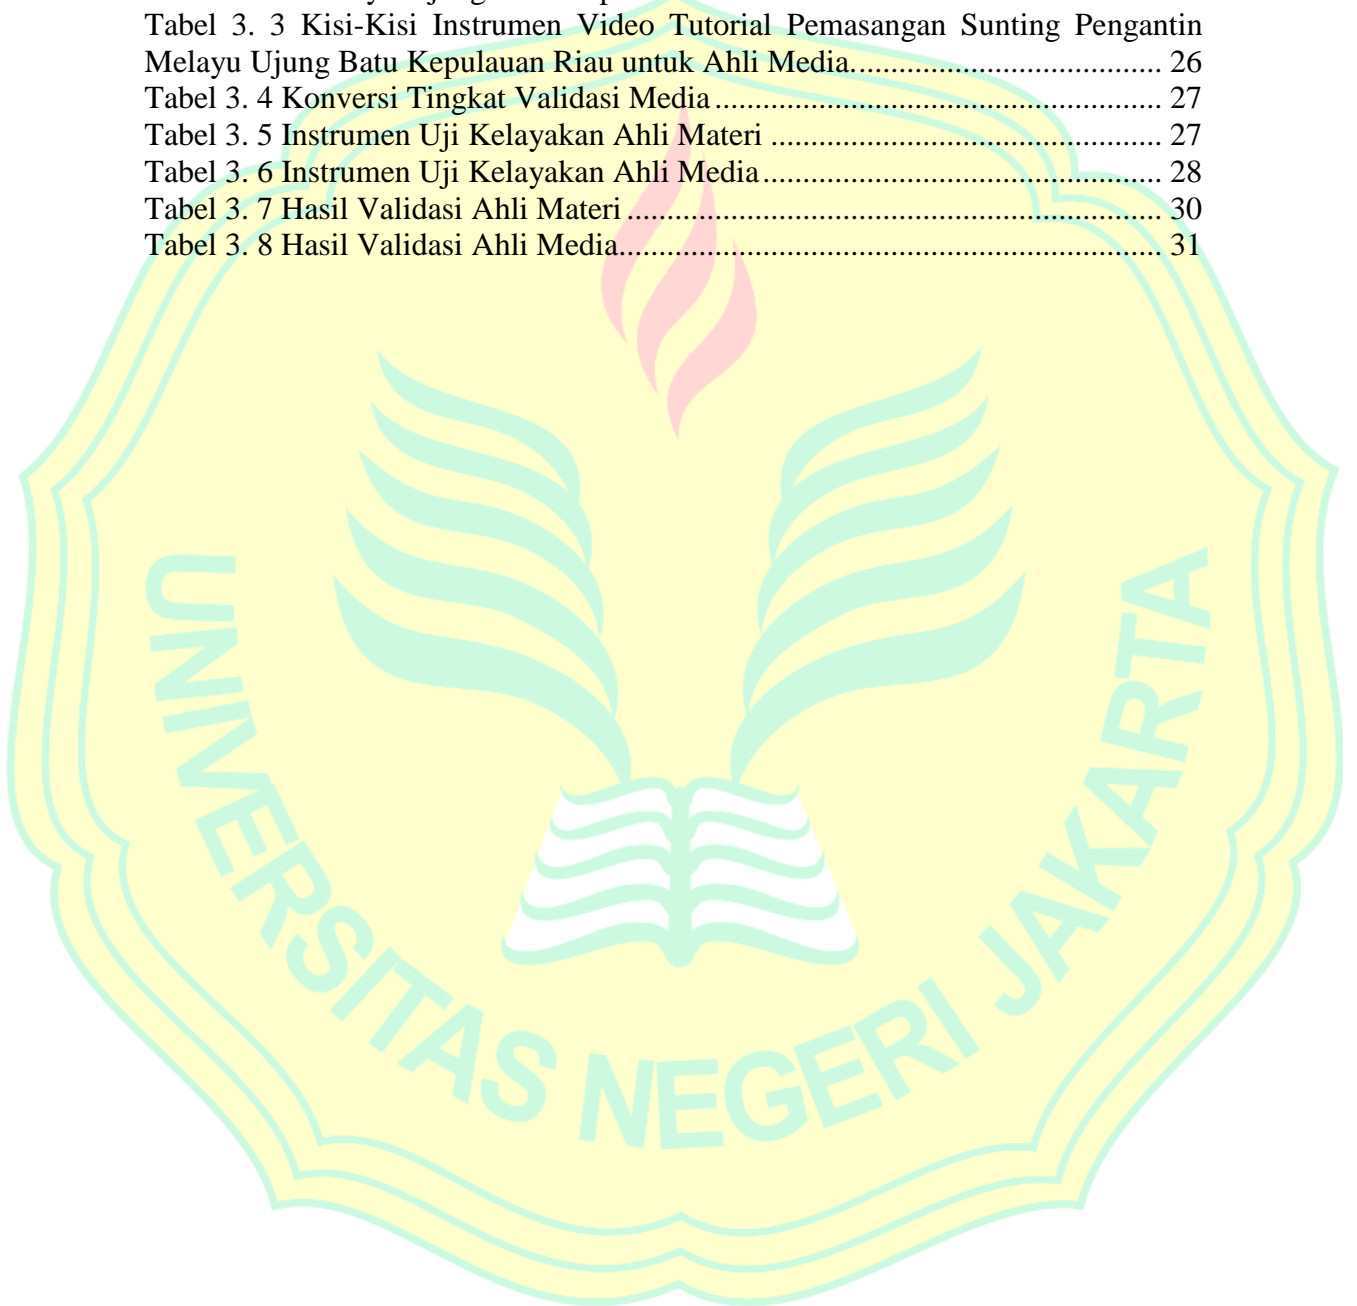 Tabel 3. 3 Kisi-Kisi Instrumen Video Tutorial Pemasangan Sunting Pengantin
Melayu Ujung Batu Kepulauan Riau untuk Ahli Media....................................... 26
Tabel 3. 4 Konversi Tingkat Validasi Media ........................................................ 27
Tabel 3. 5 Instrumen Uji Kelayakan Ahli Materi ................................................. 27
Tabel 3. 6 Instrumen Uji Kelayakan Ahli Media .................................................. 28
Tabel 3. 7 Hasil Validasi Ahli Materi ................................................................... 30
Tabel 3. 8 Hasil Validasi Ahli Media.................................................................... 31
UNIVERSITAS NEGERI JAKARTA